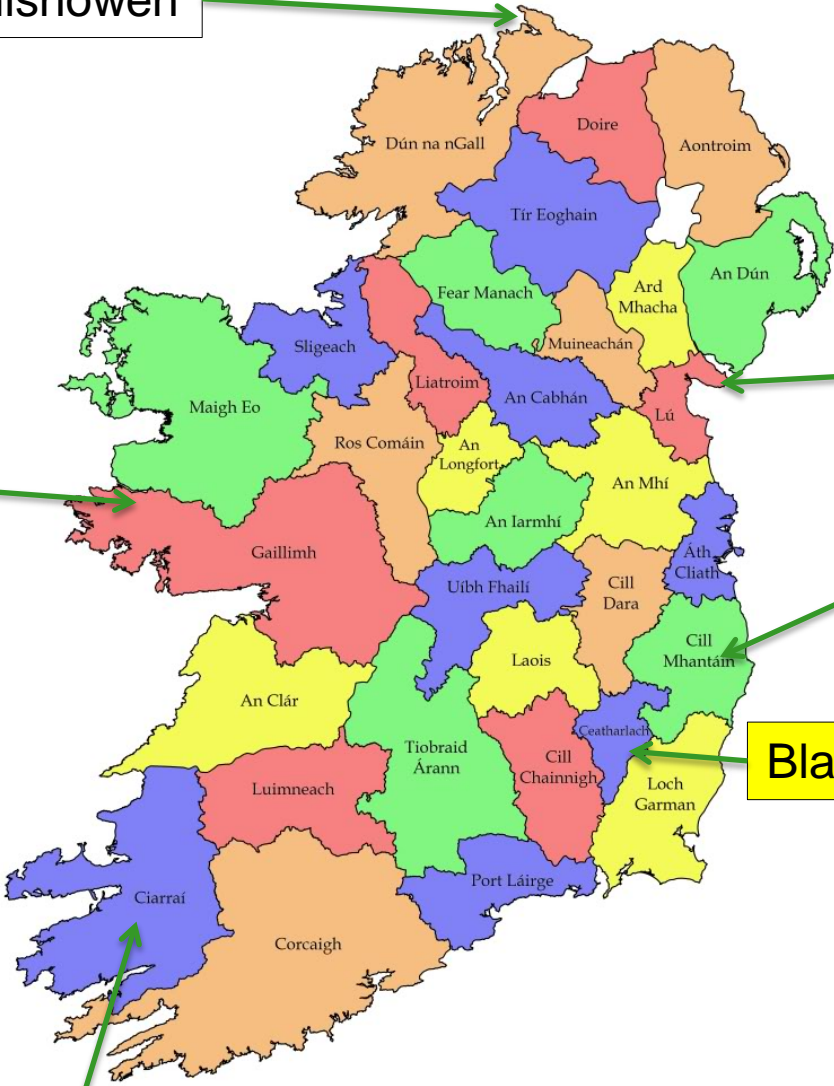 Dún na nGall
Doire
Aontroim
Tír Eoghain
An Dún
Ard
Mhacha
Fear Manach
Muineachán
Sligeach
Liatroim
An Cabhán
Lú
Maigh Eo
Ros Comáin
An
Longfort
An Mhí
An Iarmhí
Gaillimh
Áth
Cliath
Uíbh Fhailí
Cill
Dara
Cill
Mhantáin
Laois
An Clár
Ceatharlach
Tiobraid
Árann
Cill
Chainnigh
Luimneach
Loch
Garman
Port Láirge
Ciarraí
Corcaigh